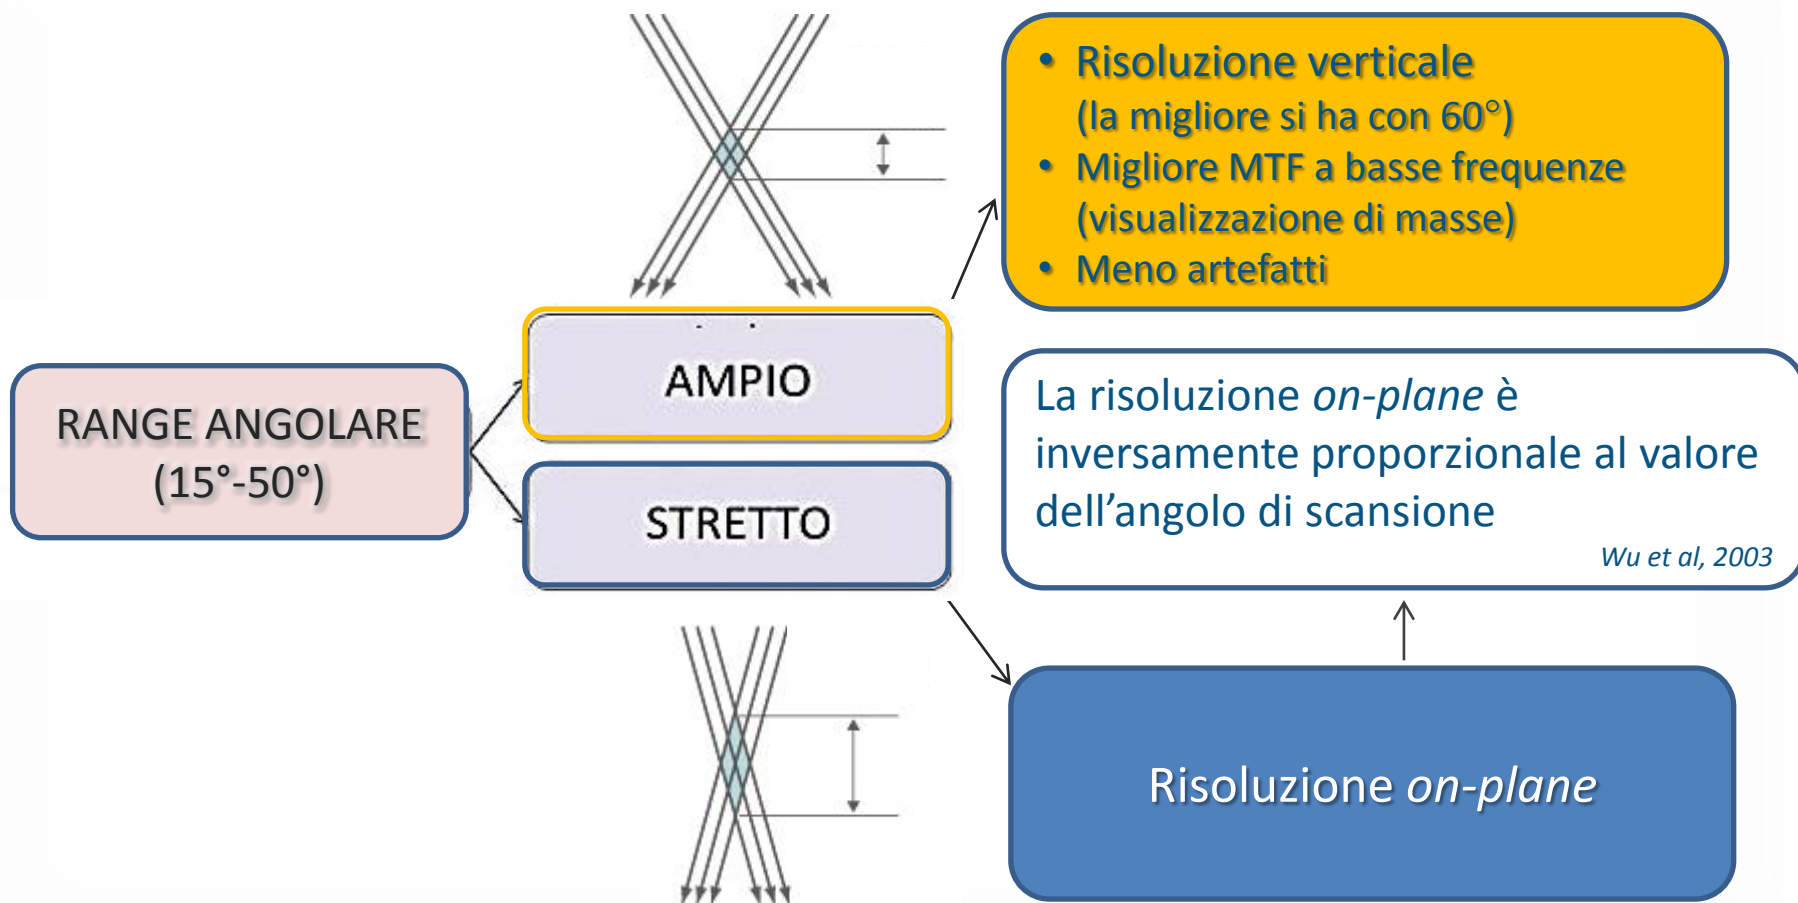 RANGE ANGOLARE
(15°-50°)
AMPIO
STRETTO
• Risoluzione verticale
(la migliore si ha con 60°)
• Migliore MTF a basse frequenze
(visualizzazione di masse)
• Meno artefatti
La risoluzione on-plane è
inversamente proporzionale al valore
dell’angolo di scansione
Wu et al, 2003
Risoluzione on-plane